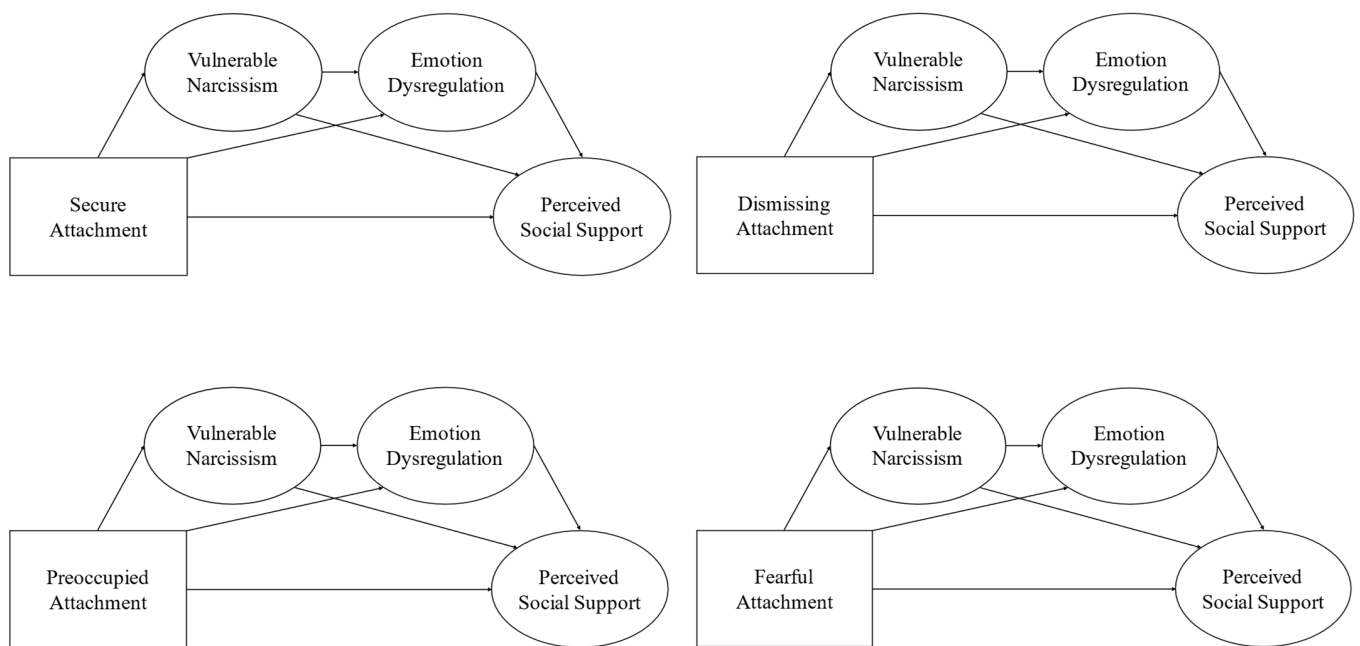 Vulnerable
Narcissism
Emotion
Dysregulation
Secure
Attachment
Perceived
Social Support
Vulnerable
Narcissism
Emotion
Dysregulation
Dismissing
Attachment
Perceived
Social Support
Vulnerable
Narcissism
Emotion
Dysregulation
Preoccupied
Attachment
Perceived
Social Support
Vulnerable
Narcissism
Emotion
Dysregulation
Fearful
Attachment
Perceived
Social Support